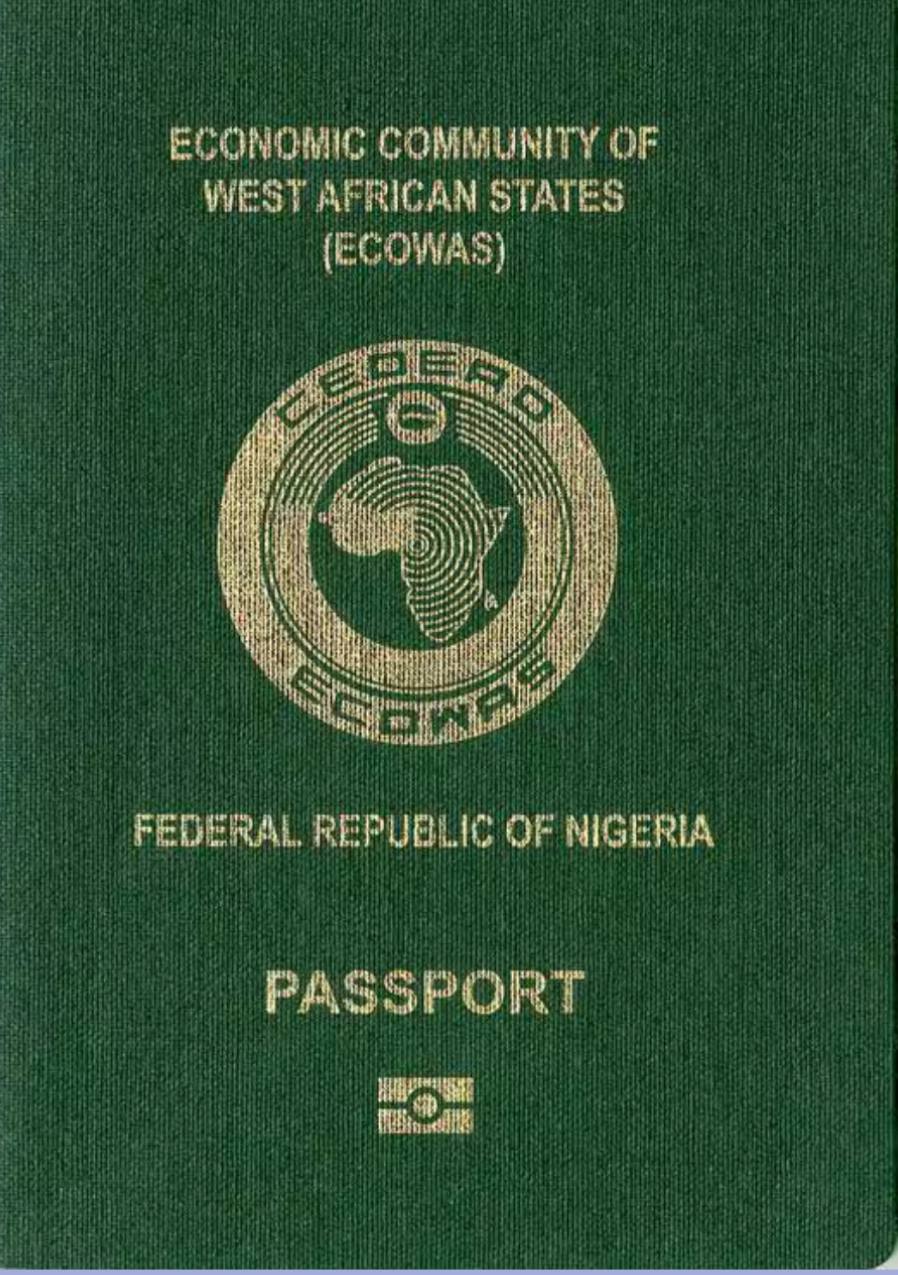 ECONOMIC COMMUNITY OF
WEST AFRICAN STATES
(ECOWAS)
CEDEAO
ECOWAS
FEDERAL REPUBLIC OF NIGERIA
PASSPORT